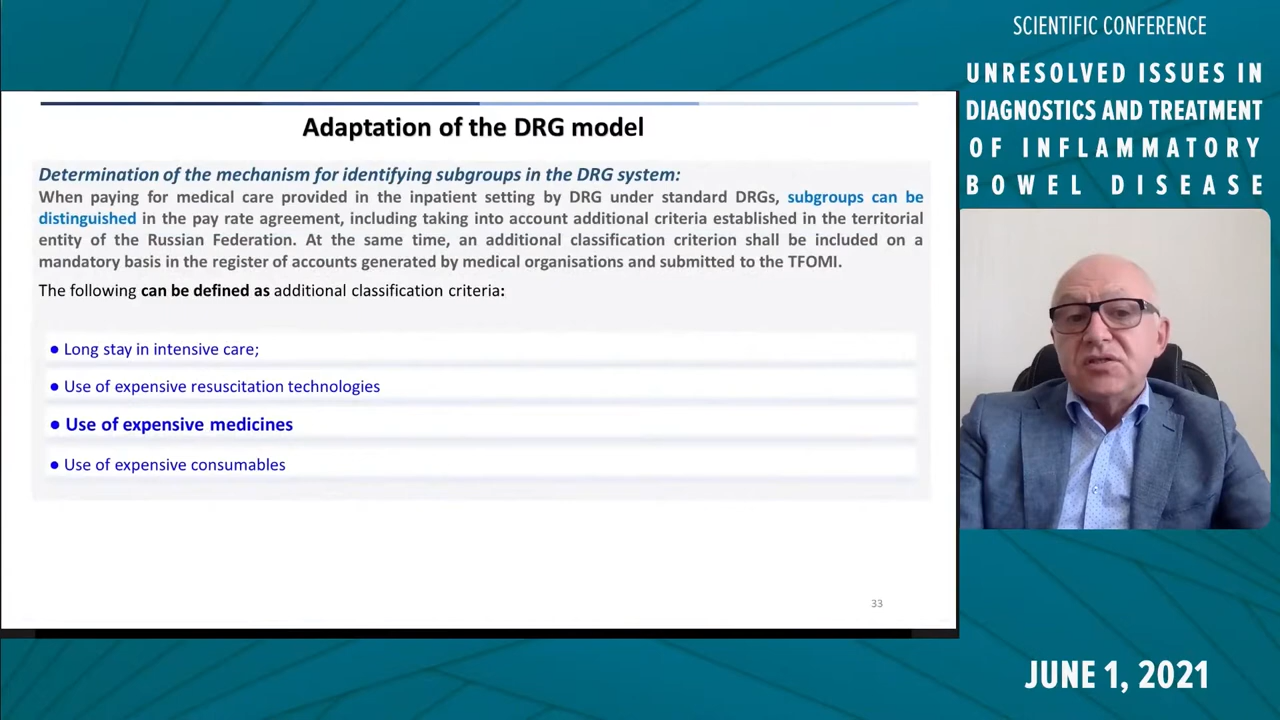 SCIENTIFIC CONFERENCE
UNRESOLVED ISSUES IN
DIAGNOSTICS AND TREATMENT
OF INFLAMMATORY
BOWEL DISEASE
Adaptation of the DRG model
Determination of the mechanism for identifying subgroups in the DRG system:
When paying for medical care provided in the inpatient setting by DRG under standard DRGs, subgroups can be
distinguished in the pay rate agreement, including taking into account additional criteria established in the territorial
entity of the Russian Federation. At the same time, an additional classification criterion shall be included on a
mandatory basis in the register of accounts generated by medical organisations and submitted to the TFOMI.
The following can be defined as additional classification criteria:
● Long stay in intensive care;
● Use of expensive resuscitation technologies
● Use of expensive medicines
● Use of expensive consumables
33
JUNE 1, 2021